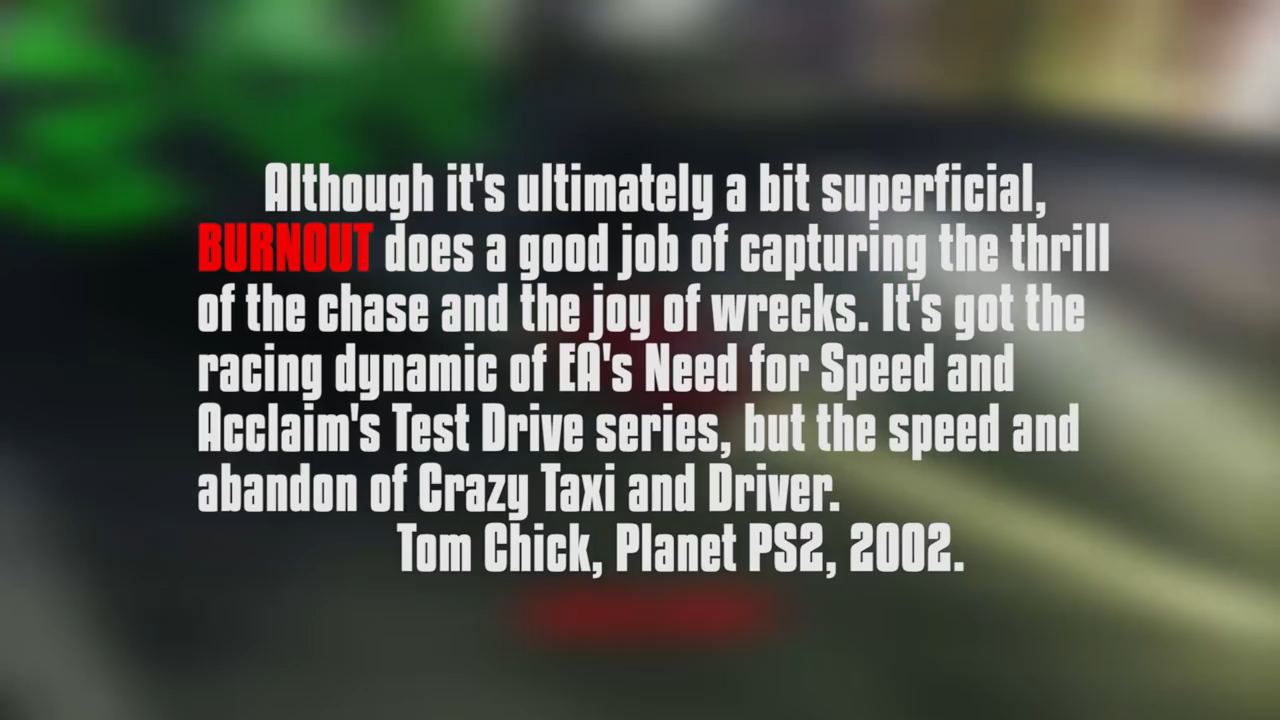 Although it's ultimately a bit superficial,
BURNOUT does a good job of capturing the thrill
of the chase and the joy of wrecks. It's got the
racing dynamic of EA's Need for Speed and
Acclaim's Test Drive series, but the speed and
abandon of Crazy Taxi and Driver.
Tom Chick, Planet PS2, 2002.